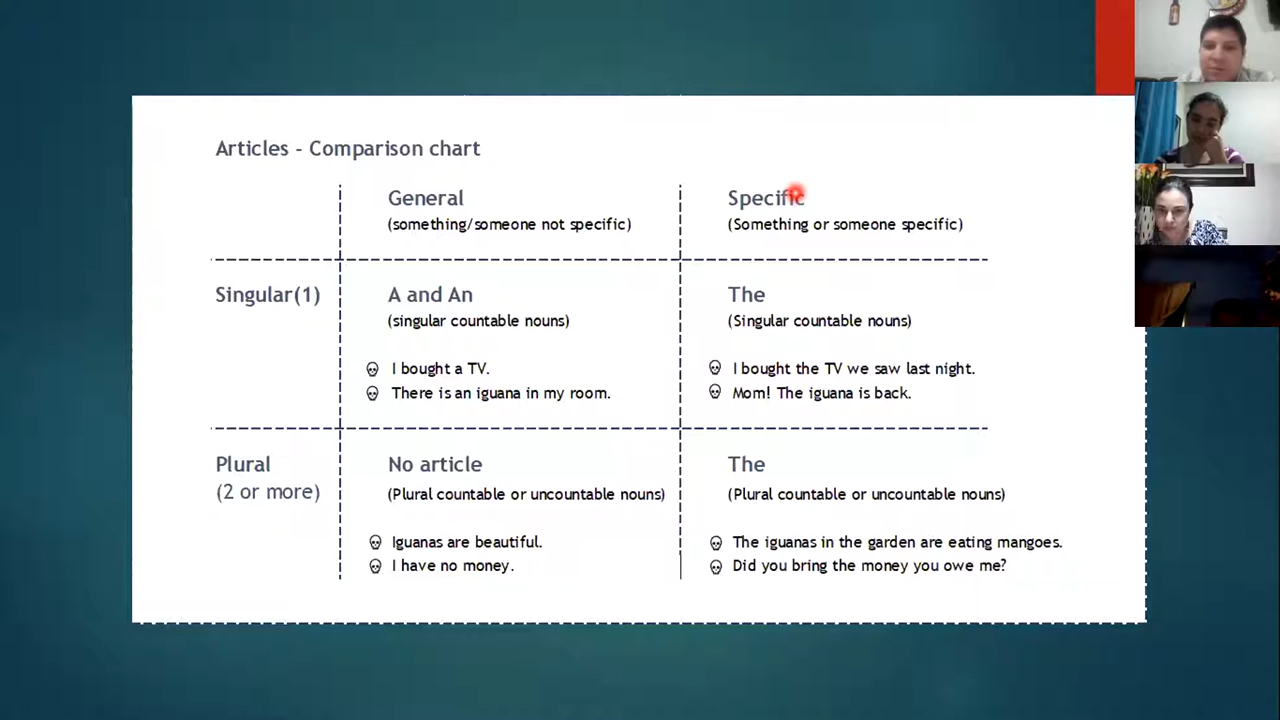 Articles - Comparison chart
General
(something/someone not specific)
Specific
(Something or someone specific)
Singular(1)
A and An
(singular countable nouns)
I bought a TV.
There is an iguana in my room.
The
(Singular countable nouns)
I bought the TV we saw last night.
Mom! The iguana is back.
Plural
(2 or more)
No article
(Plural countable or uncountable nouns)
Iguanas are beautiful.
I have no money.
The
(Plural countable or uncountable nouns)
The iguanas in the garden are eating mangoes.
Did you bring the money you owe me?